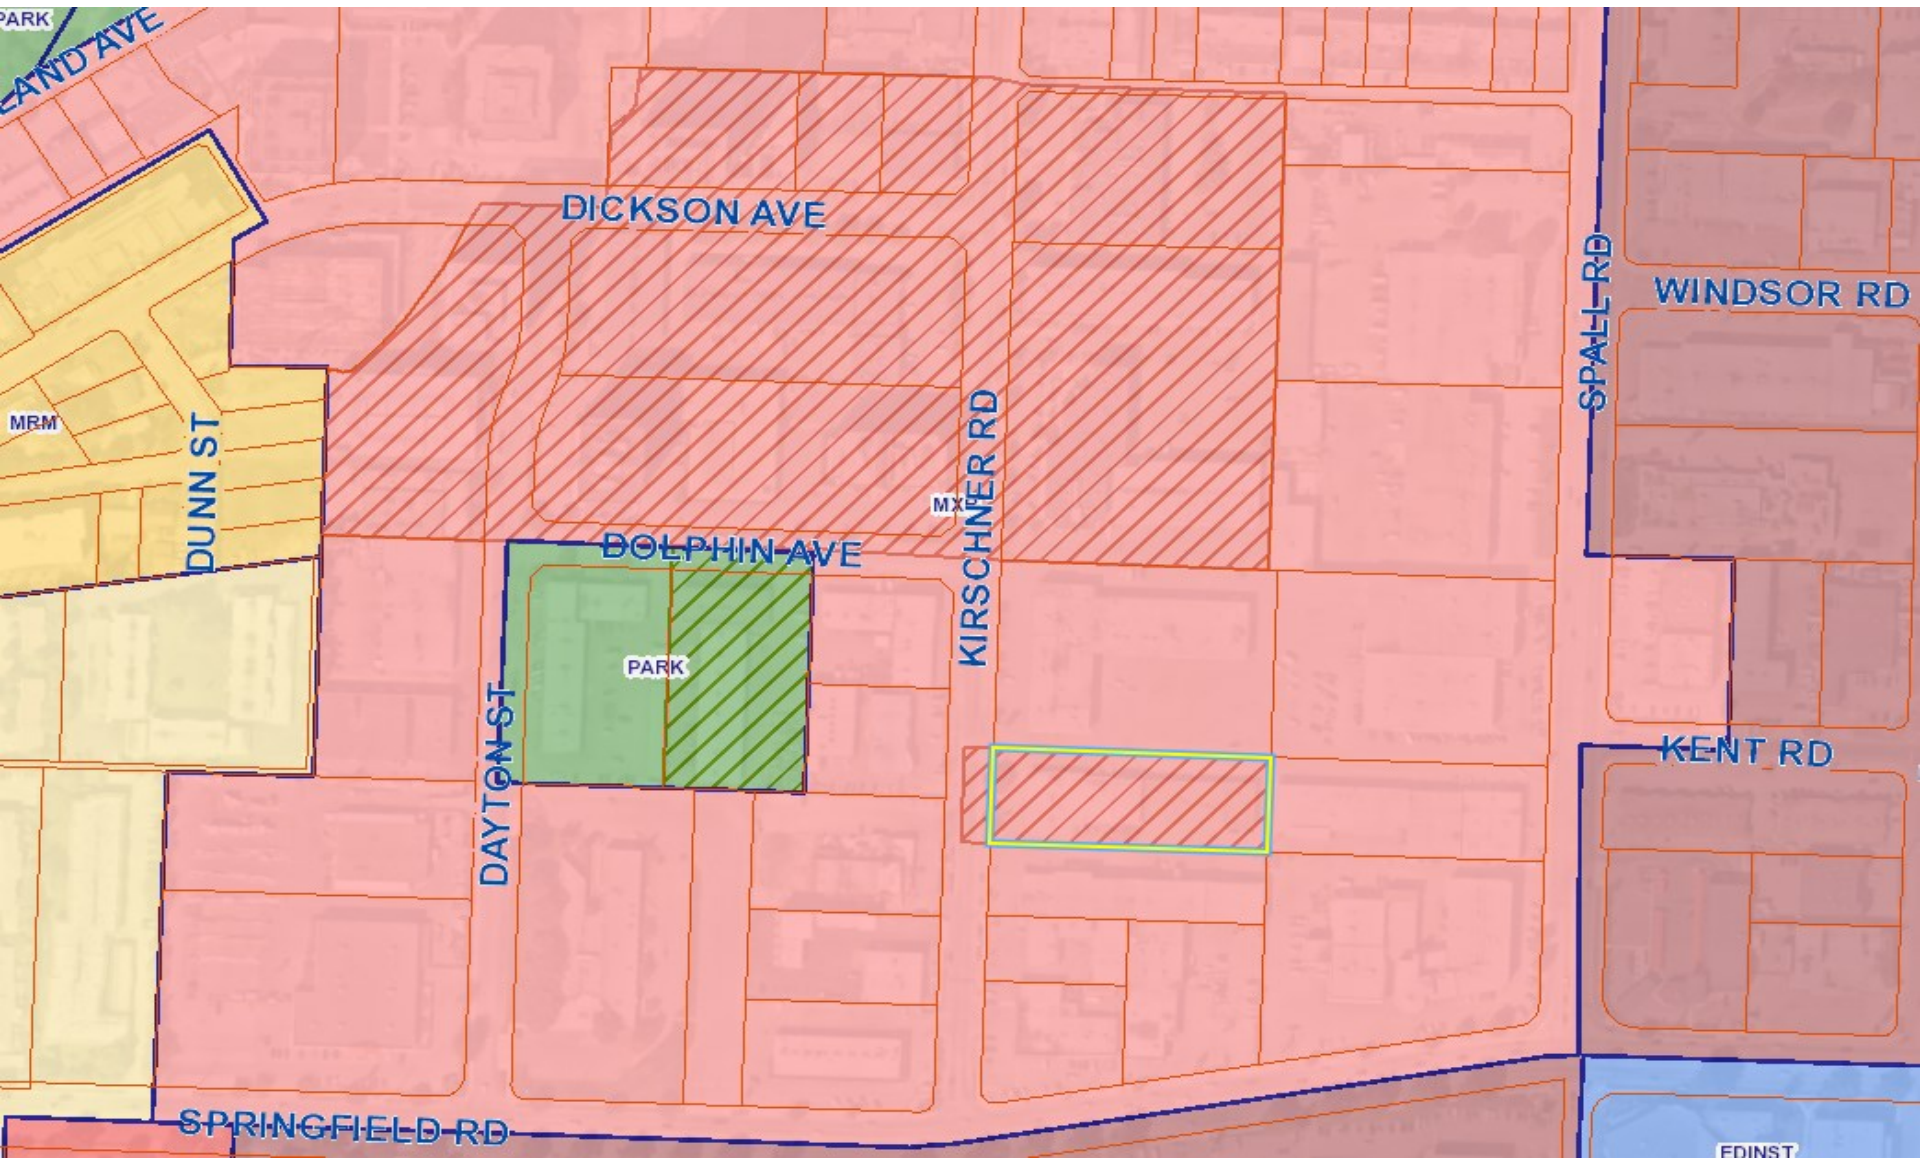 PARK
LAND AVE
DICKSON AVE
SPALL RD
WINDSOR RD
MRM
DUNN ST
KIRSCHNER RD
DOLPHIN AVE
PARK
DAYTON ST
KENT RD
SPRINGFIELD RD
EDINST